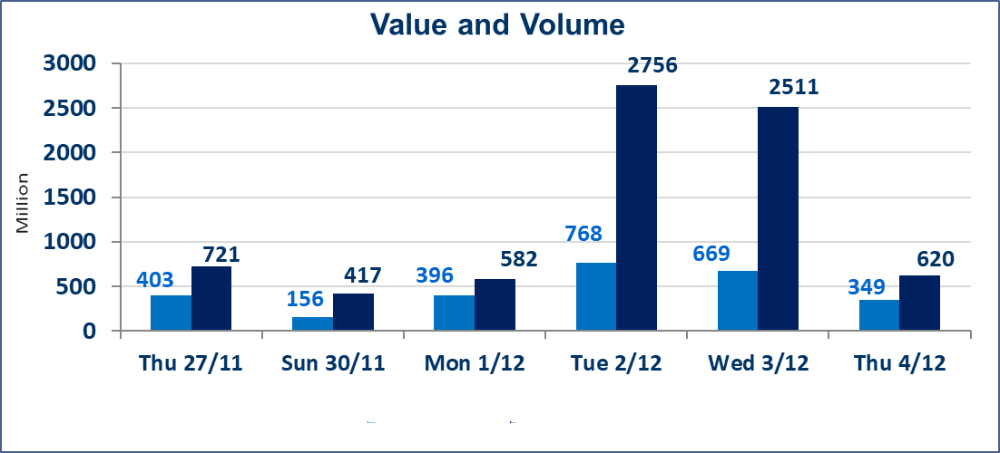 Value and Volume
3000
2500
2000
1500
1000
500
0
Million
403
721
156
417
396
582
768
2756
669
2511
349
620
Thu 27/11
Sun 30/11
Mon 1/12
Tue 2/12
Wed 3/12
Thu 4/12